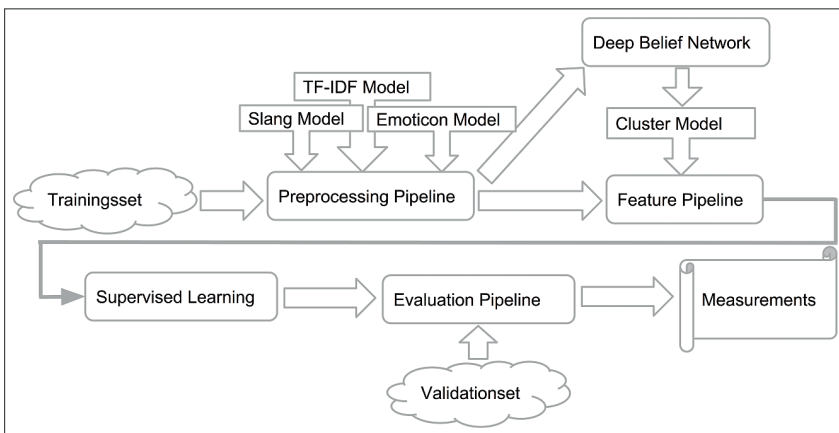 Deep Belief Network
TF-IDF Model
Slang Model
Emoticon Model
Cluster Model
Trainingsset
Preprocessing Pipeline
Feature Pipeline
Supervised Learning
Evaluation Pipeline
Measurements
Validationset